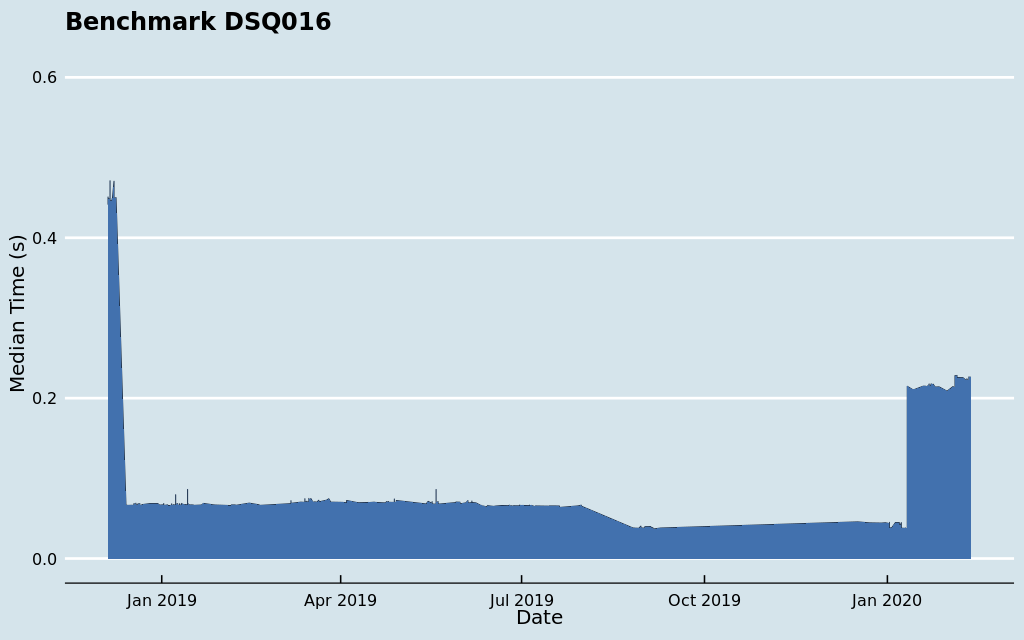 Benchmark DSQ016
Median Time (s)
0.6
0.4
0.2
0.0
Jan 2019
Apr 2019
Jul 2019
Oct 2019
Jan 2020
Date